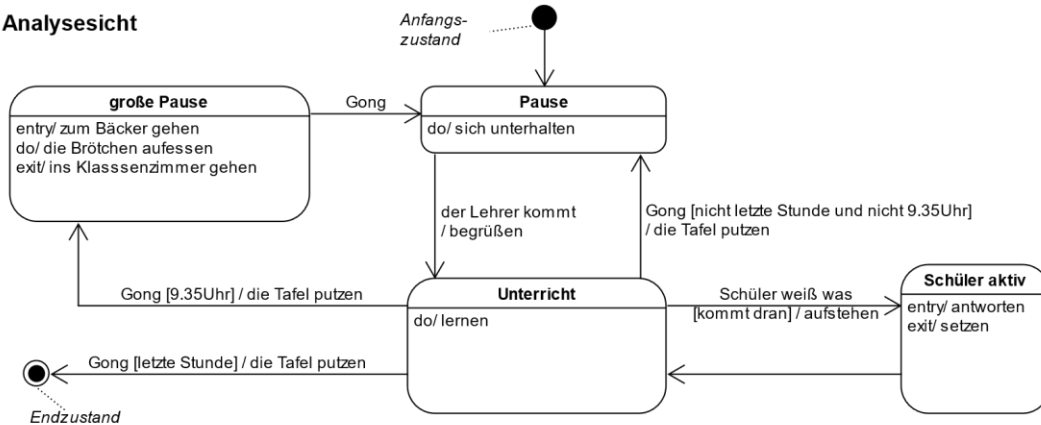 Analysesicht
Anfangs-
zustand
große Pause
entry/ zum Bäcker gehen
do/ die Brötchen aufessen
exit/ ins Klasssenzimmer gehen
Gong
Pause
do/ sich unterhalten
der Lehrer kommt
/ begrüßen
Gong [nicht letzte Stunde und nicht 9.35Uhr]
/ die Tafel putzen
Gong [9.35Uhr] / die Tafel putzen
Unterricht
do/ lernen
Schüler weiß was
[kommt dran] / aufstehen
Schüler aktiv
entry/ antworten
exit/ setzen
Gong [letzte Stunde] / die Tafel putzen
Endzustand